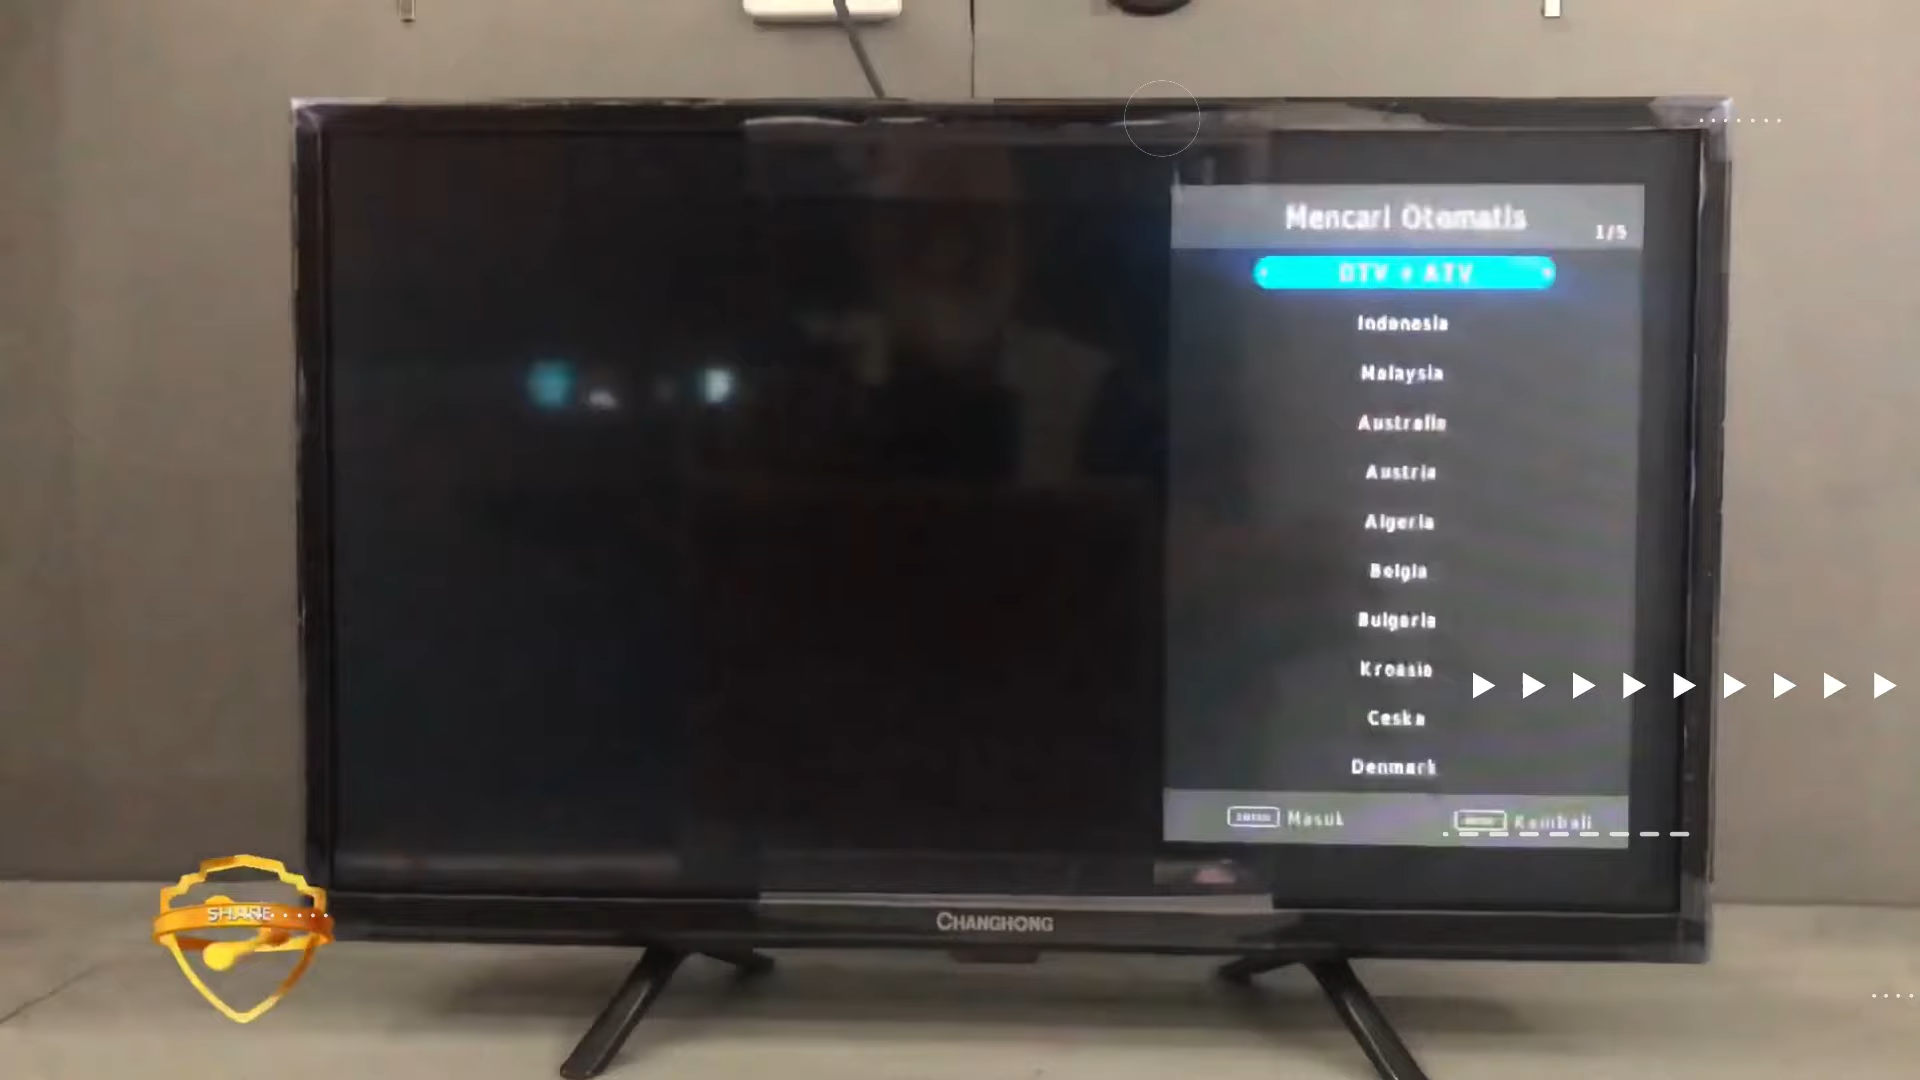 Mencari Otomatis
1/5
DTV + ATV
Indonesia
Malaysia
Australia
Austria
Algeria
Belgia
Bulgaria
Kroasia
Ceska
Denmark
Masuk
Kembali
CHANGHONG
SHARE